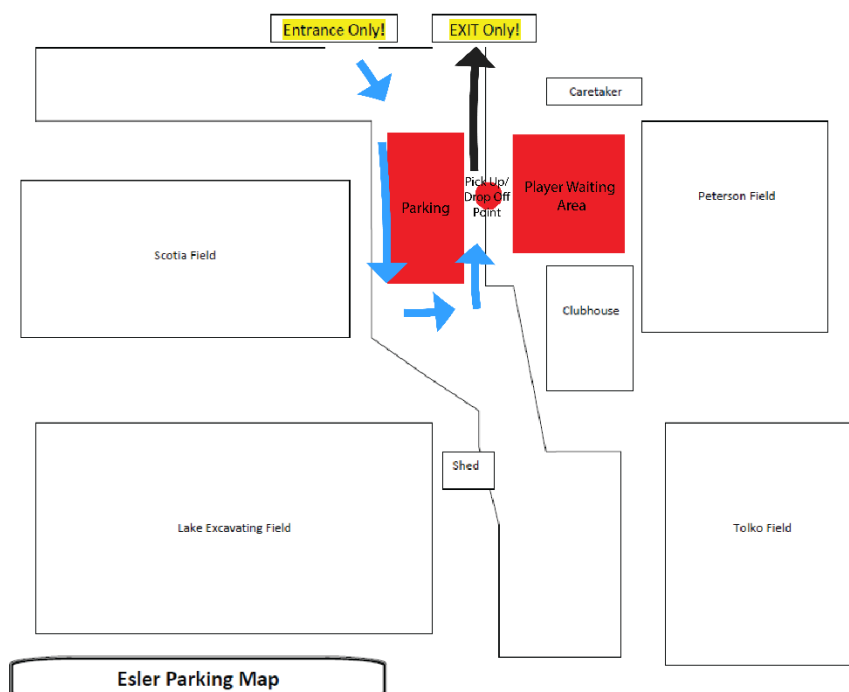 Entrance Only!
EXIT Only!
Caretaker
Parking
Pick Up/
Drop Off
Point
Player Waiting
Area
Peterson Field
Scotia Field
Clubhouse
Shed
Lake Excavating Field
Tolko Field
Esler Parking Map